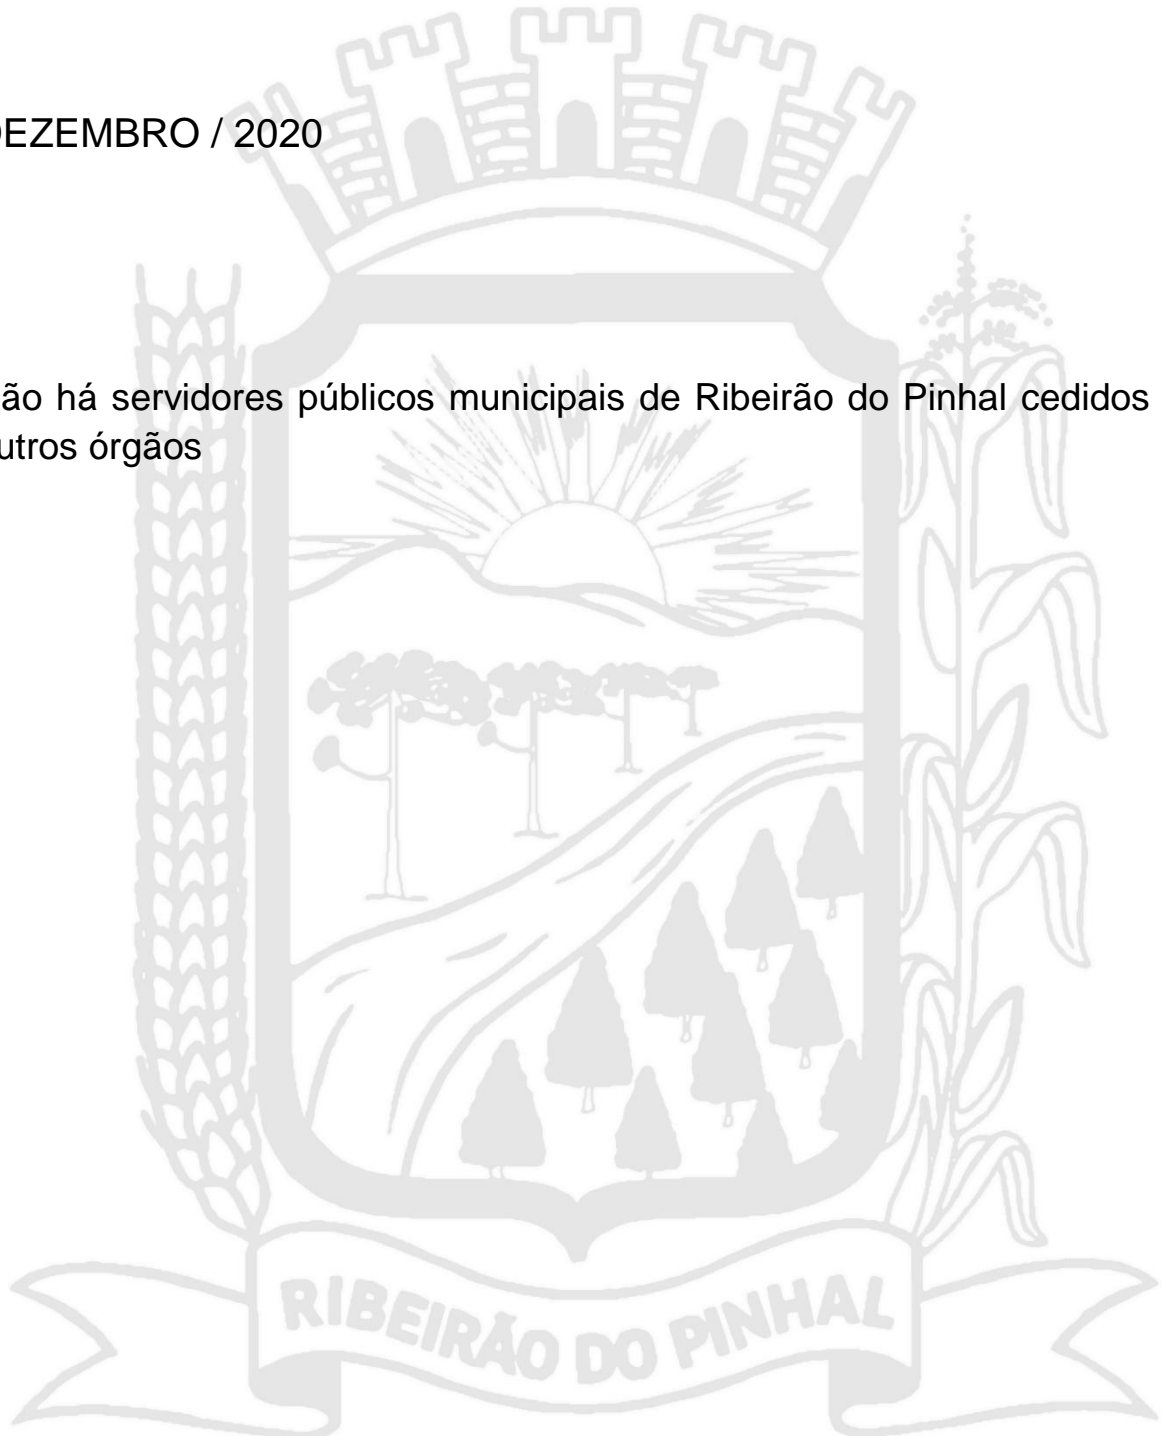 DEZEMBRO / 2020
ão há servidores públicos municipais de Ribeirão do Pinhal cedidos
utros órgãos
RIBEIRÃO DO PINHAL